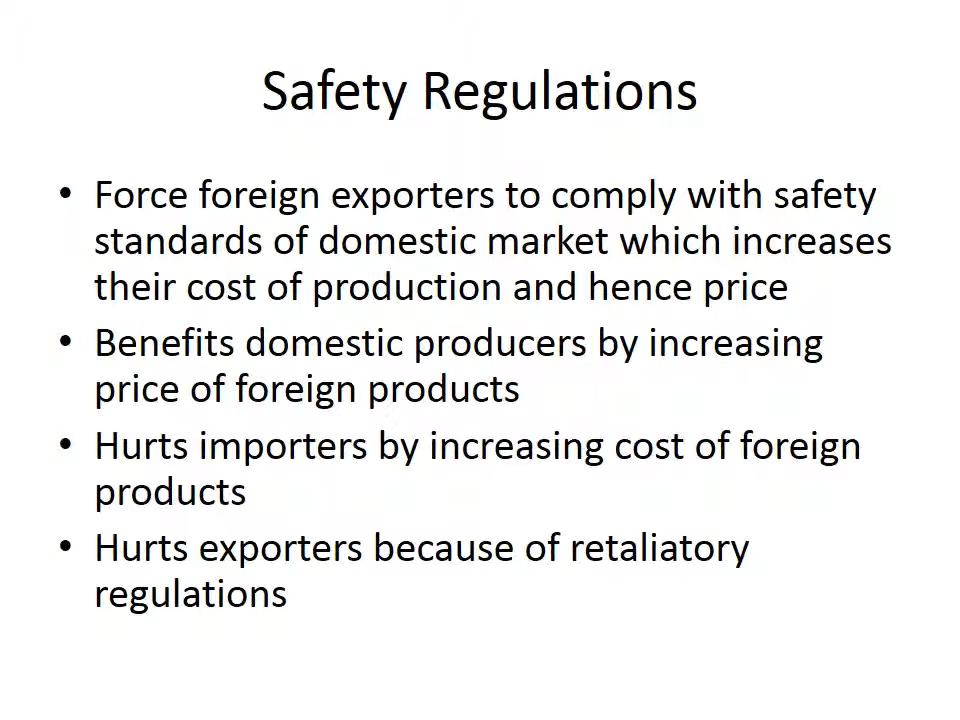 Safety Regulations
• Force foreign exporters to comply with safety
standards of domestic market which increases
their cost of production and hence price
• Benefits domestic producers by increasing
price of foreign products
• Hurts importers by increasing cost of foreign
products
• Hurts exporters because of retaliatory
regulations